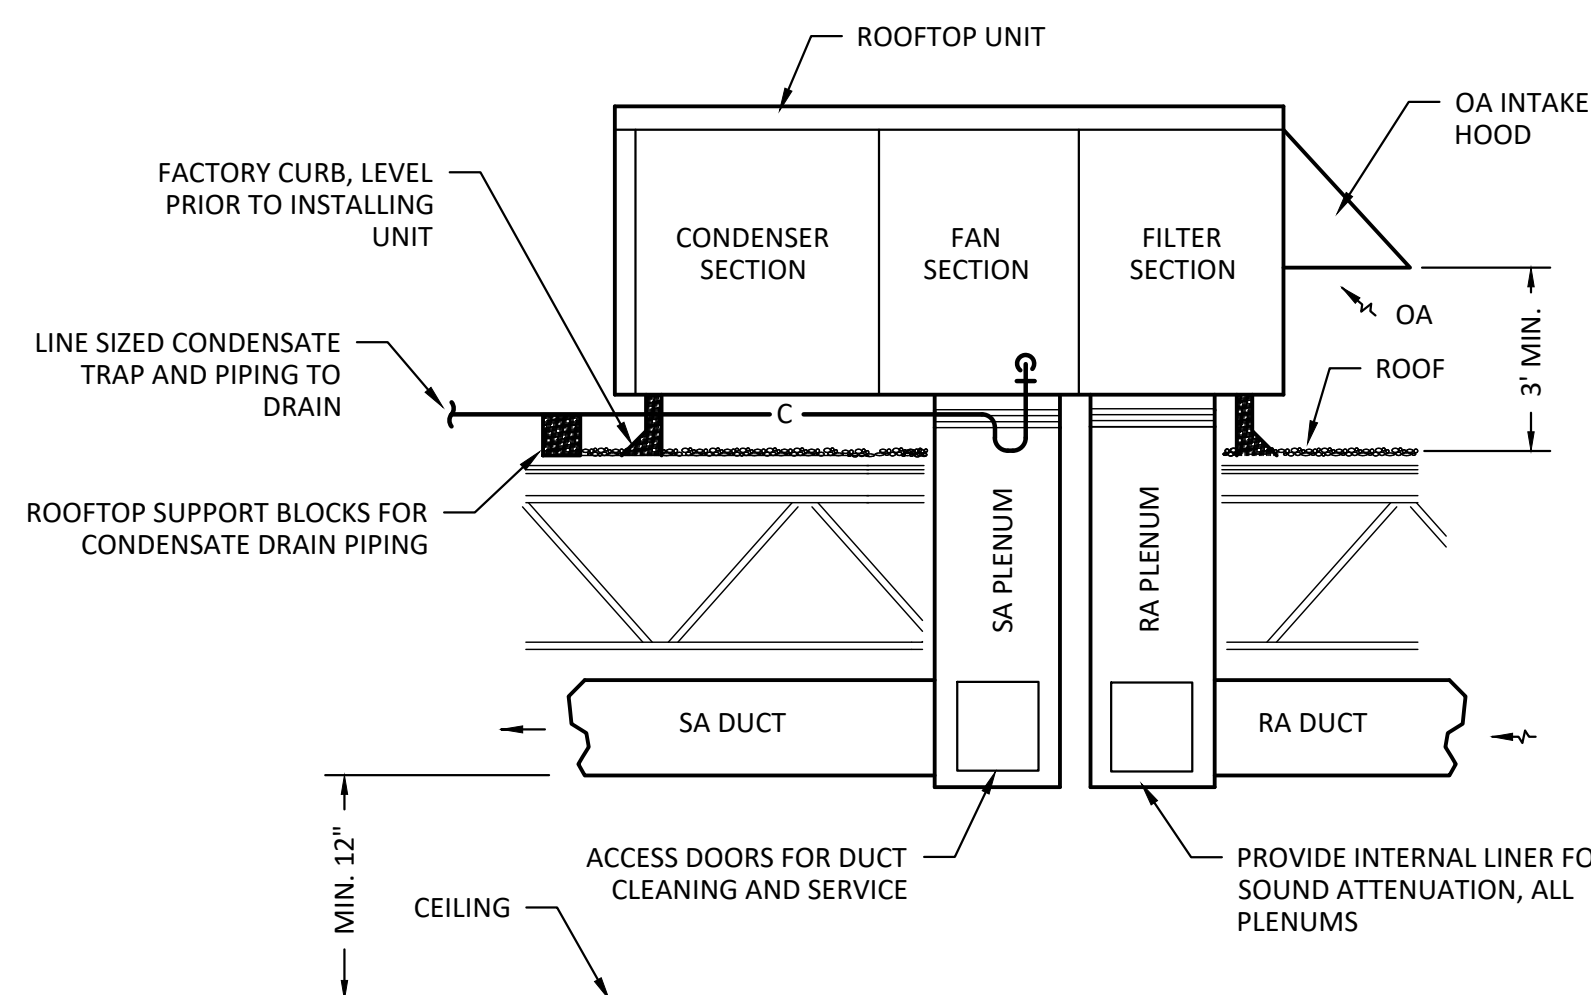 ROOFTOP UNIT
OA INTAKE
HOOD
FACTORY CURB, LEVEL
PRIOR TO INSTALLING
UNIT
CONDENSER
SECTION
FAN
SECTION
FILTER
SECTION
OA
3' MIN.
LINE SIZED CONDENSATE
TRAP AND PIPING TO
DRAIN
ROOF
C
ROOFTOP SUPPORT BLOCKS FOR
CONDENSATE DRAIN PIPING
SA PLENUM
RA PLENUM
SA DUCT
RA DUCT
MIN. 12"
ACCESS DOORS FOR DUCT
CLEANING AND SERVICE
PROVIDE INTERNAL LINER FO
SOUND ATTENUATION, ALL
PLENUMS
CEILING